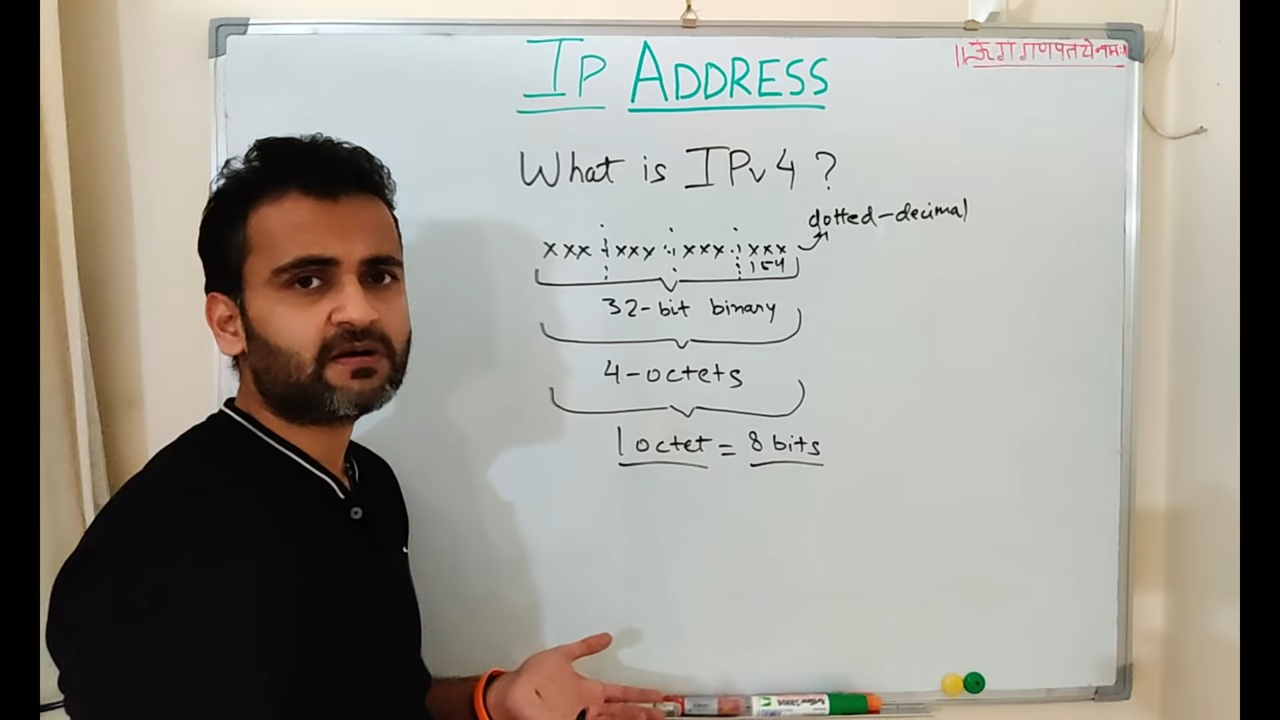 IP ADDRESS
॥ ॐ गं गणपतये नमः ॥
What is IPv4 ?
dotted-decimal
xxx . xxx . xxx . xxx
154
32-bit binary
4-octets
1 octet = 8 bits